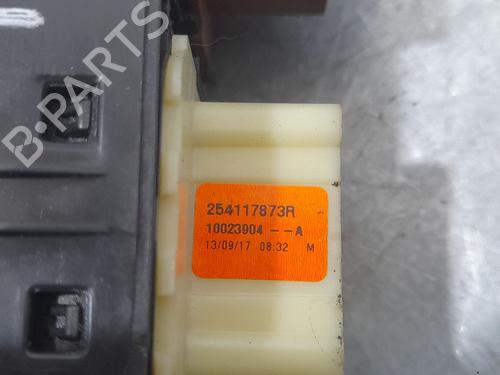 B-PARTS
254117873R
10023904 -- A
13/09/17 08:32 M